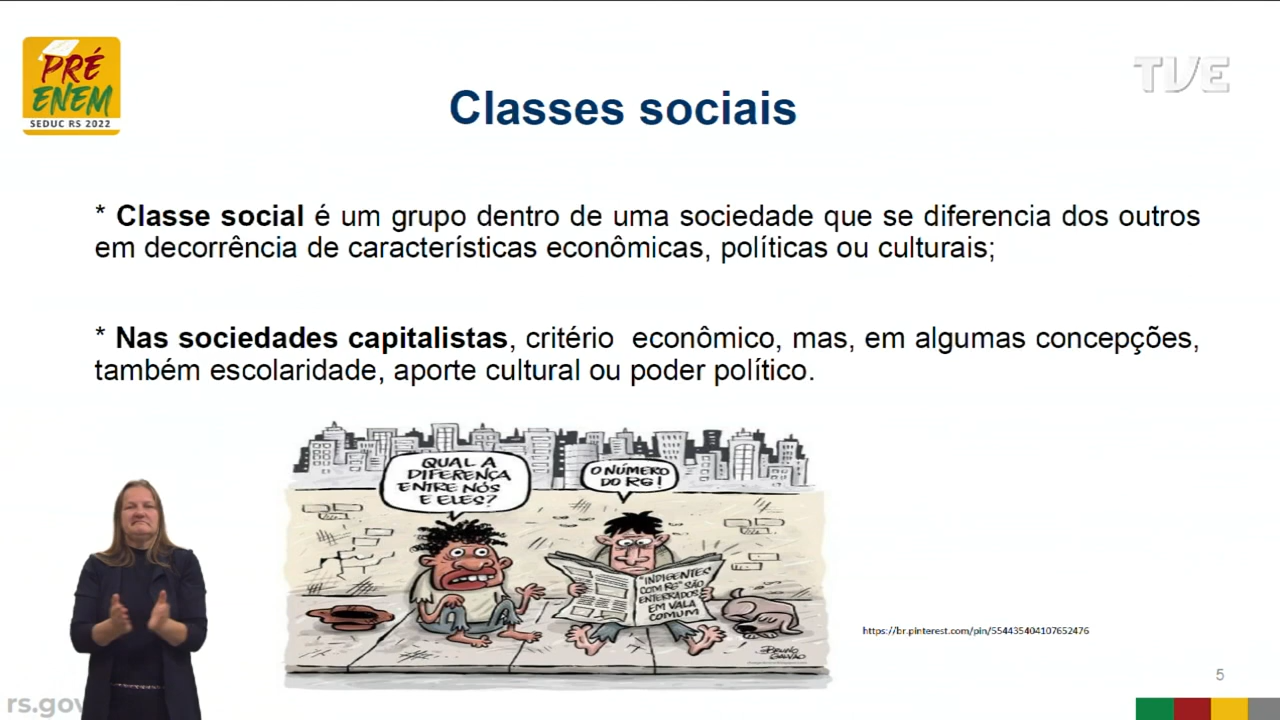 PRÉ
ENEM
SEDUC RS 2022
TVE
Classes sociais
* Classe social é um grupo dentro de uma sociedade que se diferencia dos outros
em decorrência de características econômicas, políticas ou culturais;
* Nas sociedades capitalistas, critério econômico, mas, em algumas concepções,
também escolaridade, aporte cultural ou poder político.
QUAL A
DIFERENÇA
ENTRE NÓS
E ELES?
O NÚMERO
DO RG!
"INDIGENTES
COM RG" SÃO
ENTERRADOS
EM VALA
COMUM
BRUNO
GALVÃO
https://br.pinterest.com/pin/554435404107652476
5
rs.gov